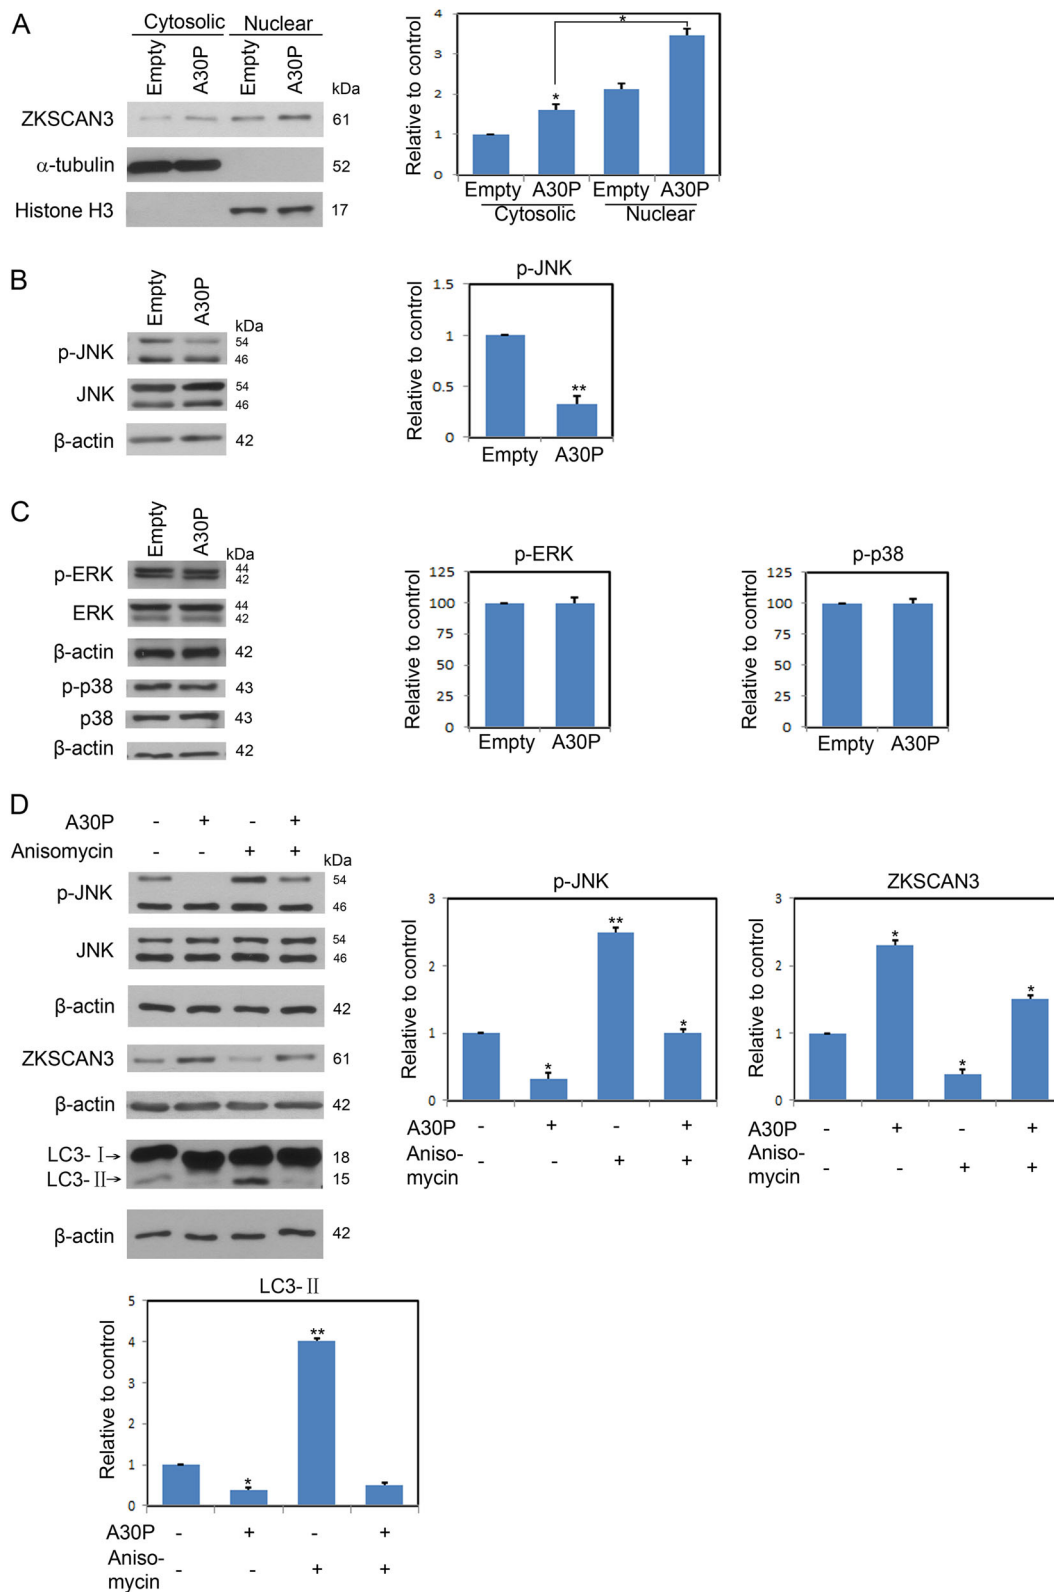 A
Cytosolic Nuclear
Empty A30P Empty A30P
kDa
ZKSCAN3 61
α-tubulin 52
Histone H3 17
Relative to control
4
3
2
1
0
*
*
Empty A30P Empty A30P
Cytosolic Nuclear
B
Empty A30P
kDa
p-JNK 54
46
JNK 54
46
β-actin 42
p-JNK
Relative to control
1.5
1
0.5
0
**
Empty A30P
C
Empty A30P
kDa
p-ERK 44
42
ERK 44
42
β-actin 42
p-p38 43
p38 43
β-actin 42
p-ERK
Relative to control
125
100
75
50
25
0
Empty A30P
p-p38
Relative to control
125
100
75
50
25
0
Empty A30P
D
A30P - + - +
Anisomycin - - + +
kDa
p-JNK 54
46
JNK 54
46
β-actin 42
ZKSCAN3 61
β-actin 42
LC3-Ⅰ→ 18
LC3-Ⅱ→ 15
β-actin 42
p-JNK
Relative to control
3
2
1
0
*
**
*
A30P - + - +
Aniso-
mycin - - + +
ZKSCAN3
Relative to control
3
2
1
0
*
*
*
A30P - + - +
Aniso-
mycin - - + +
LC3-Ⅱ
Relative to control
5
4
3
2
1
0
*
**
A30P - + - +
Aniso-
mycin - - + +